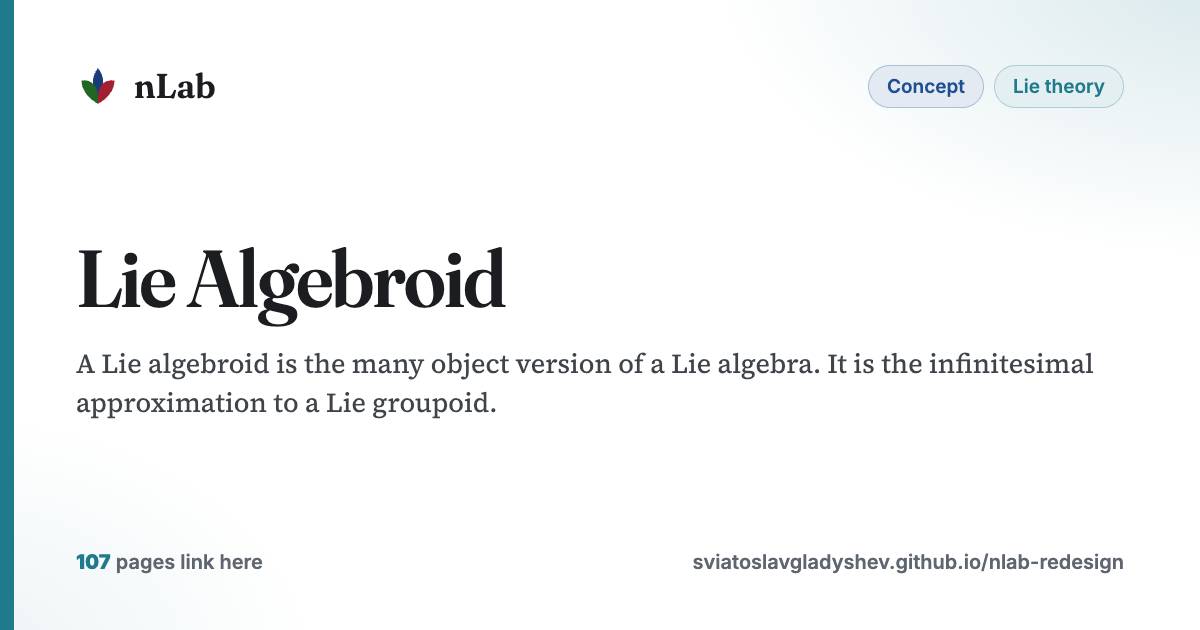 nLab
Concept
Lie theory
Lie Algebroid
A Lie algebroid is the many object version of a Lie algebra. It is the infinitesimal
approximation to a Lie groupoid.
107 pages link here
sviatoslavgladyshev.github.io/nlab-redesign